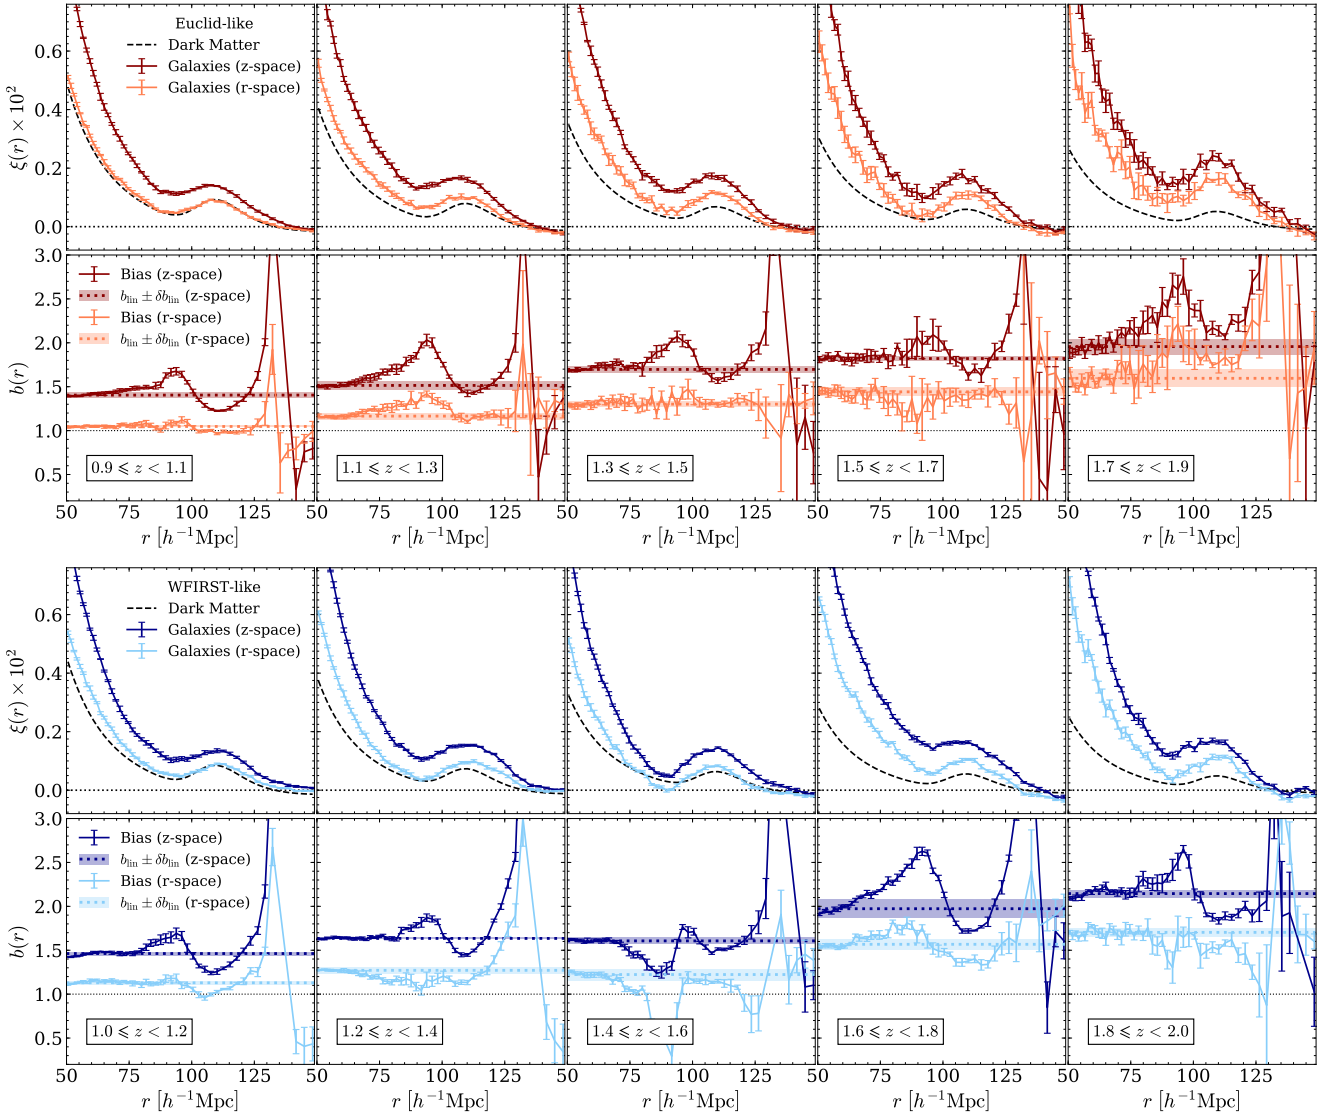 Euclid-like
Dark Matter
Galaxies (z-space)
Galaxies (r-space)
ξ(r) × 10²
0.6
0.4
0.2
0.0
Bias (z-space)
b_lin ± δb_lin (z-space)
Bias (r-space)
b_lin ± δb_lin (r-space)
b(r)
3.0
2.5
2.0
1.5
1.0
0.5
0.9 ⩽ z < 1.1
1.1 ⩽ z < 1.3
1.3 ⩽ z < 1.5
1.5 ⩽ z < 1.7
1.7 ⩽ z < 1.9
50 75 100 125 50 75 100 125 50 75 100 125 50 75 100 125 50 75 100 125
r [h⁻¹Mpc] r [h⁻¹Mpc] r [h⁻¹Mpc] r [h⁻¹Mpc] r [h⁻¹Mpc]
WFIRST-like
Dark Matter
Galaxies (z-space)
Galaxies (r-space)
ξ(r) × 10²
0.6
0.4
0.2
0.0
Bias (z-space)
b_lin ± δb_lin (z-space)
Bias (r-space)
b_lin ± δb_lin (r-space)
b(r)
3.0
2.5
2.0
1.5
1.0
0.5
1.0 ⩽ z < 1.2
1.2 ⩽ z < 1.4
1.4 ⩽ z < 1.6
1.6 ⩽ z < 1.8
1.8 ⩽ z < 2.0
50 75 100 125 50 75 100 125 50 75 100 125 50 75 100 125 50 75 100 125
r [h⁻¹Mpc] r [h⁻¹Mpc] r [h⁻¹Mpc] r [h⁻¹Mpc] r [h⁻¹Mpc]